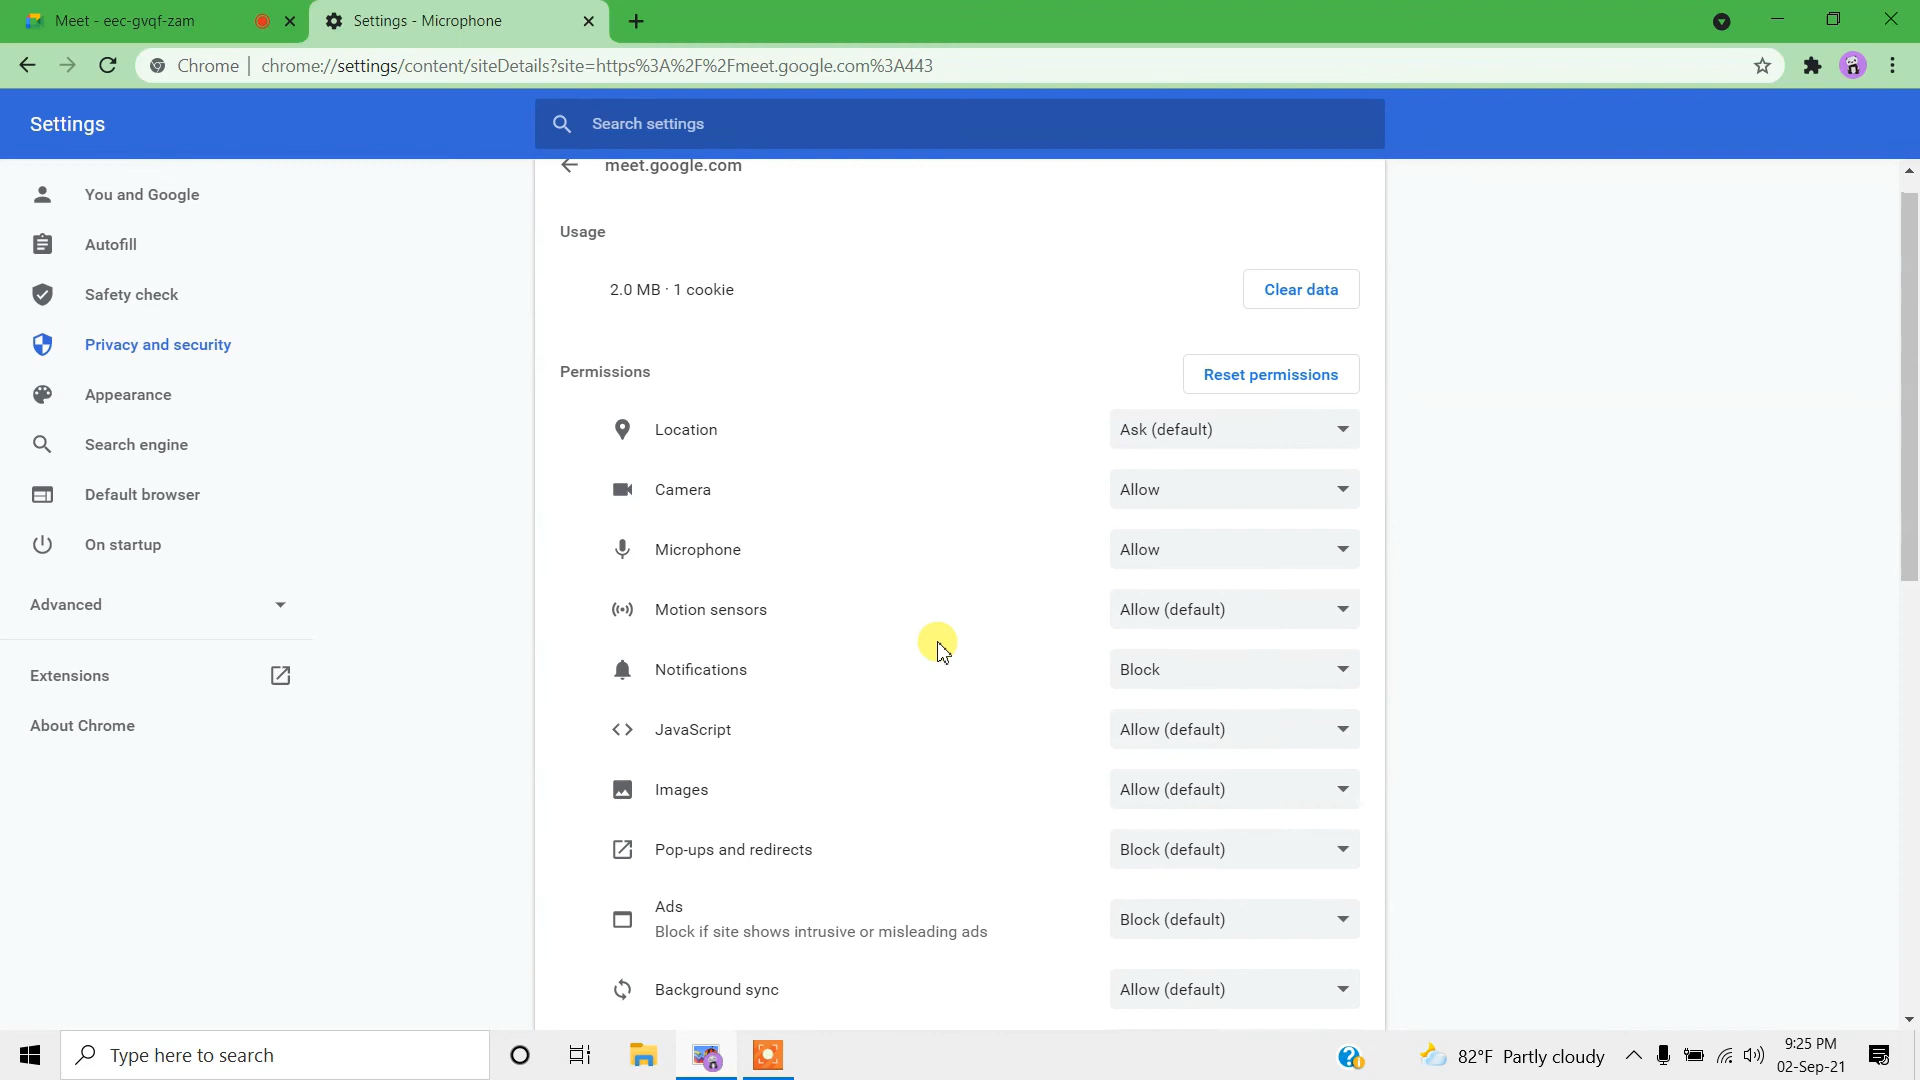 Meet - eec-gvqf-zam
Settings - Microphone
Chrome | chrome://settings/content/siteDetails?site=https%3A%2F%2Fmeet.google.com%3A443
Settings
Search settings
You and Google
Autofill
Safety check
Privacy and security
Appearance
Search engine
Default browser
On startup
Advanced
Extensions
About Chrome
meet.google.com
Usage
2.0 MB · 1 cookie
Clear data
Permissions
Reset permissions
Location
Ask (default)
Camera
Allow
Microphone
Allow
Motion sensors
Allow (default)
Notifications
Block
JavaScript
Allow (default)
Images
Allow (default)
Pop-ups and redirects
Block (default)
Ads
Block if site shows intrusive or misleading ads
Block (default)
Background sync
Allow (default)
Type here to search
82°F Partly cloudy
9:25 PM
02-Sep-21